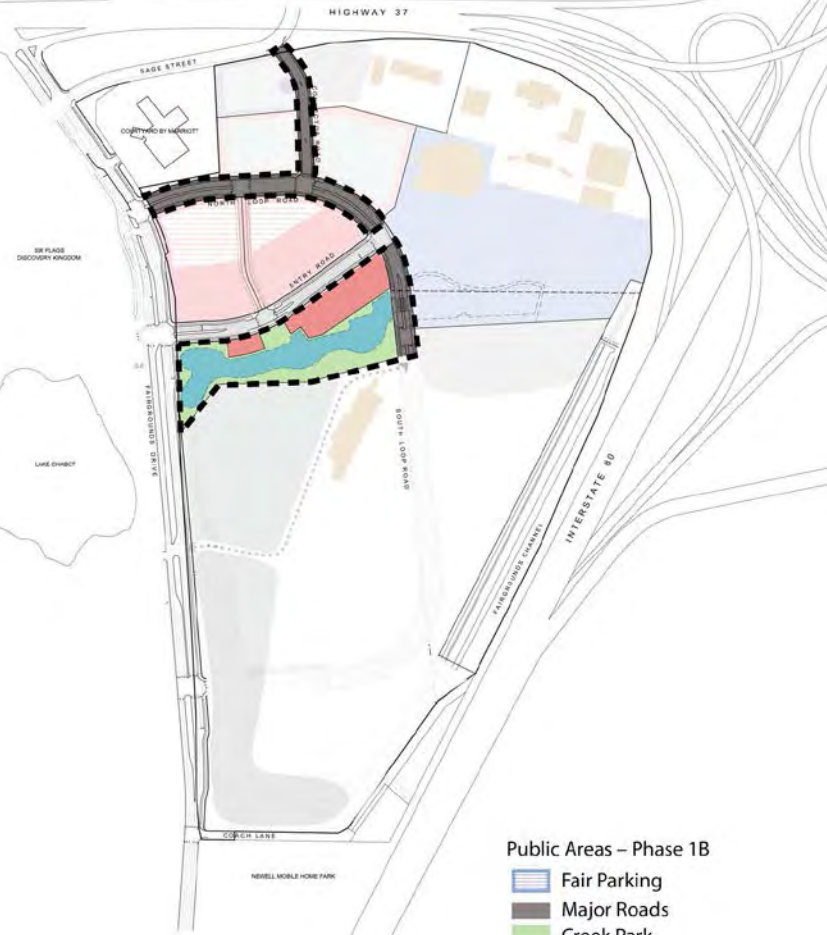 HIGHWAY 37
SAGE STREET
COURTYARD BY MARRIOTT
NORTH LOOP ROAD
SIX FLAGS
DISCOVERY KINGDOM
ENTRY ROAD
FAIRGROUNDS DRIVE
SOUTH LOOP ROAD
LAKE CHABOT
INTERSTATE 80
FAIRGROUNDS CHANNEL
COACH LANE
NEWELL MOBILE HOME PARK
Public Areas – Phase 1B
Fair Parking
Major Roads
Creek Park